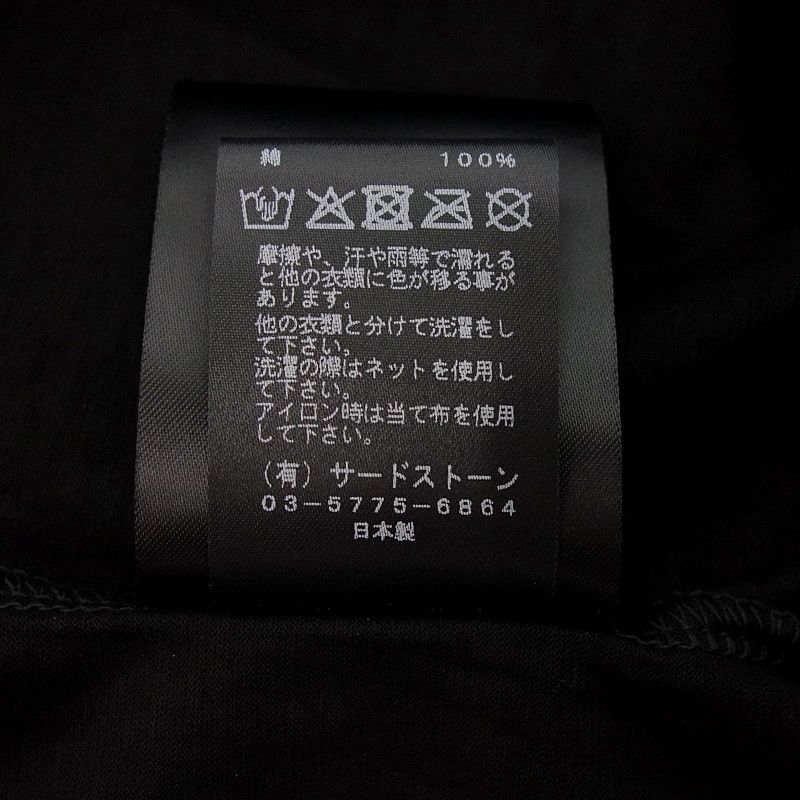 綿 100%
摩擦や、汗や雨等で濡れる
と他の衣類に色が移る事が
あります。
他の衣類と分けて洗濯をし
て下さい。
洗濯の際はネットを使用し
て下さい。
アイロン時は当て布を使用
して下さい。
(有) サードストーン
03-5775-6864
日本製